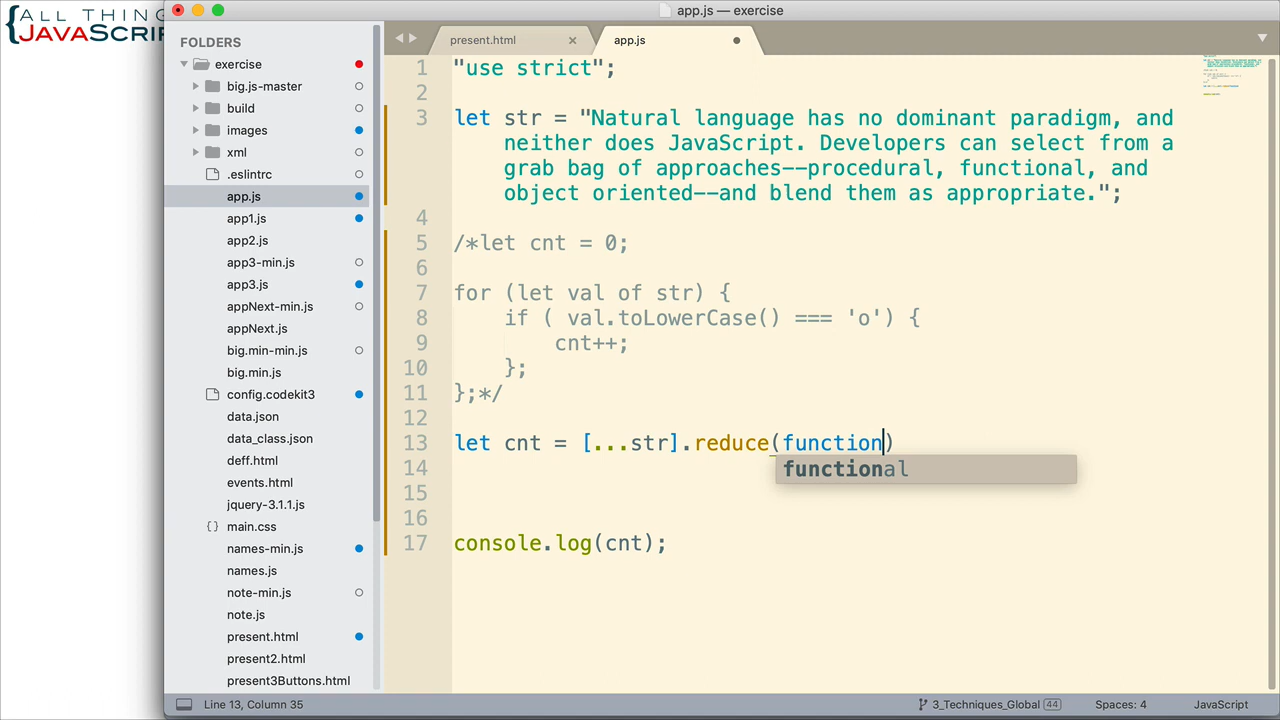 {ALL THING
JAVASCRIP
app.js — exercise
FOLDERS
exercise
big.js-master
build
images
xml
.eslintrc
app.js
app1.js
app2.js
app3-min.js
app3.js
appNext-min.js
appNext.js
big.min-min.js
big.min.js
config.codekit3
data.json
data_class.json
deff.html
events.html
jquery-3.1.1.js
{} main.css
names-min.js
names.js
note-min.js
note.js
present.html
present2.html
present3Buttons.html
present.html ×
app.js
1 "use strict";
2
3 let str = "Natural language has no dominant paradigm, and
neither does JavaScript. Developers can select from a
grab bag of approaches--procedural, functional, and
object oriented--and blend them as appropriate.";
4
5 /*let cnt = 0;
6
7 for (let val of str) {
8 if ( val.toLowerCase() === 'o') {
9 cnt++;
10 };
11 };*/
12
13 let cnt = [...str].reduce(function)
functional
14
15
16
17 console.log(cnt);
Line 13, Column 35
3_Techniques_Global 44
Spaces: 4
JavaScript